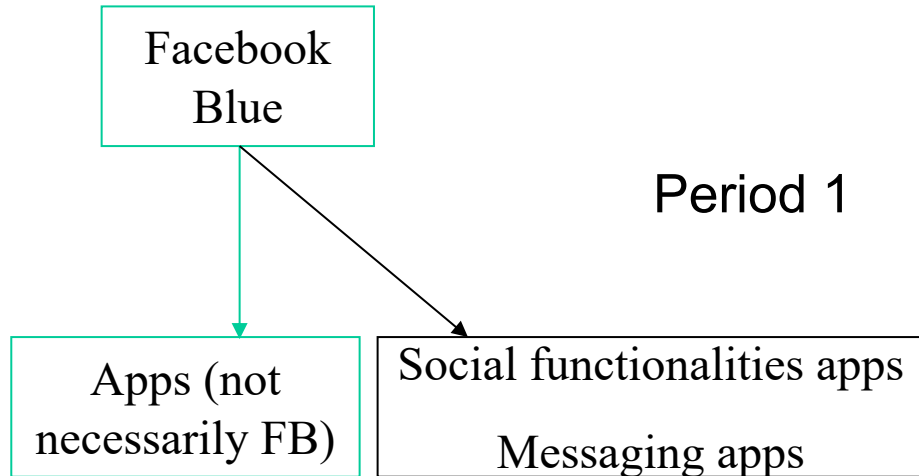 Facebook
Blue
Period 1
Apps (not
necessarily FB)
Social functionalities apps
Messaging apps